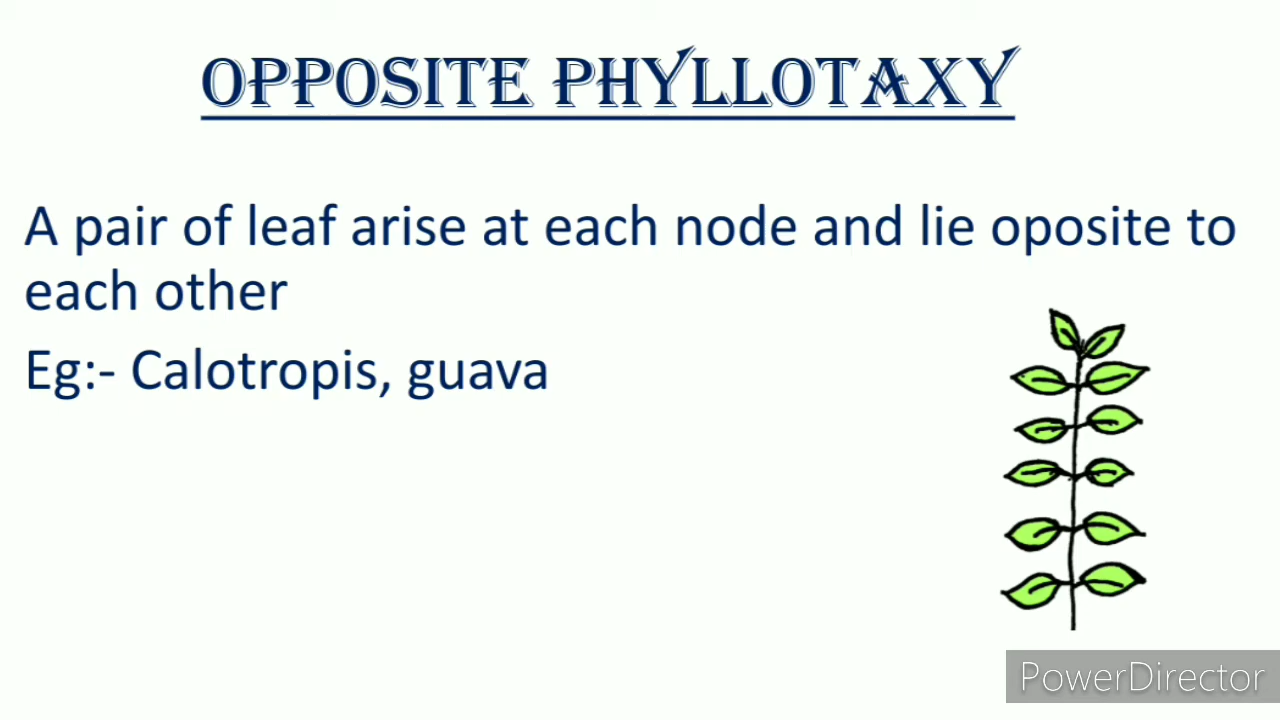 OPPOSITE PHYLLOTAXY
A pair of leaf arise at each node and lie oposite to
each other
Eg:- Calotropis, guava
PowerDirector